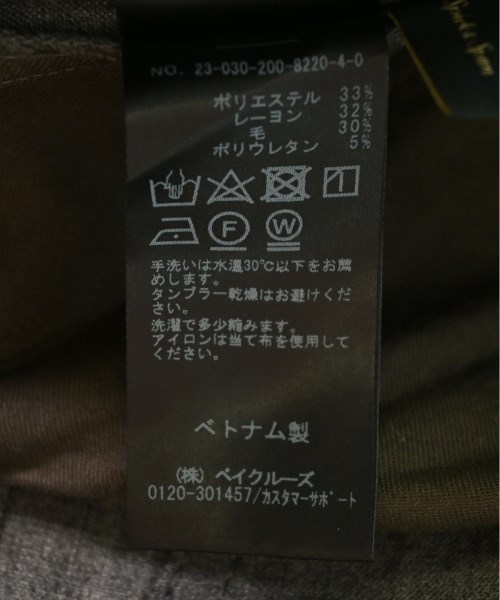 NO. 23-030-200-8220-4-0
ポリエステル 33%
レーヨン 32%
毛 30%
ポリウレタン 5%
F W
手洗いは水温30℃以下をお薦
めします。
タンブラー乾燥はお避けくだ
さい。
洗濯で多少縮みます。
アイロンは当て布を使用して
ください。
ベトナム製
(株) ベイクルーズ
0120-301457/カスタマーサポート